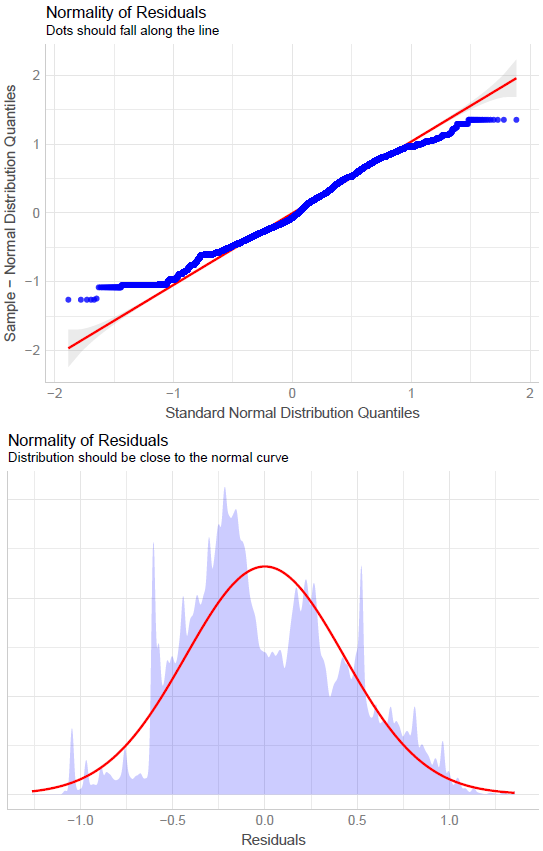 Normality of Residuals
Dots should fall along the line
Sample − Normal Distribution Quantiles
2
1
0
−1
−2
−2
−1
0
1
2
Standard Normal Distribution Quantiles
Normality of Residuals
Distribution should be close to the normal curve
−1.0
−0.5
0.0
0.5
1.0
Residuals